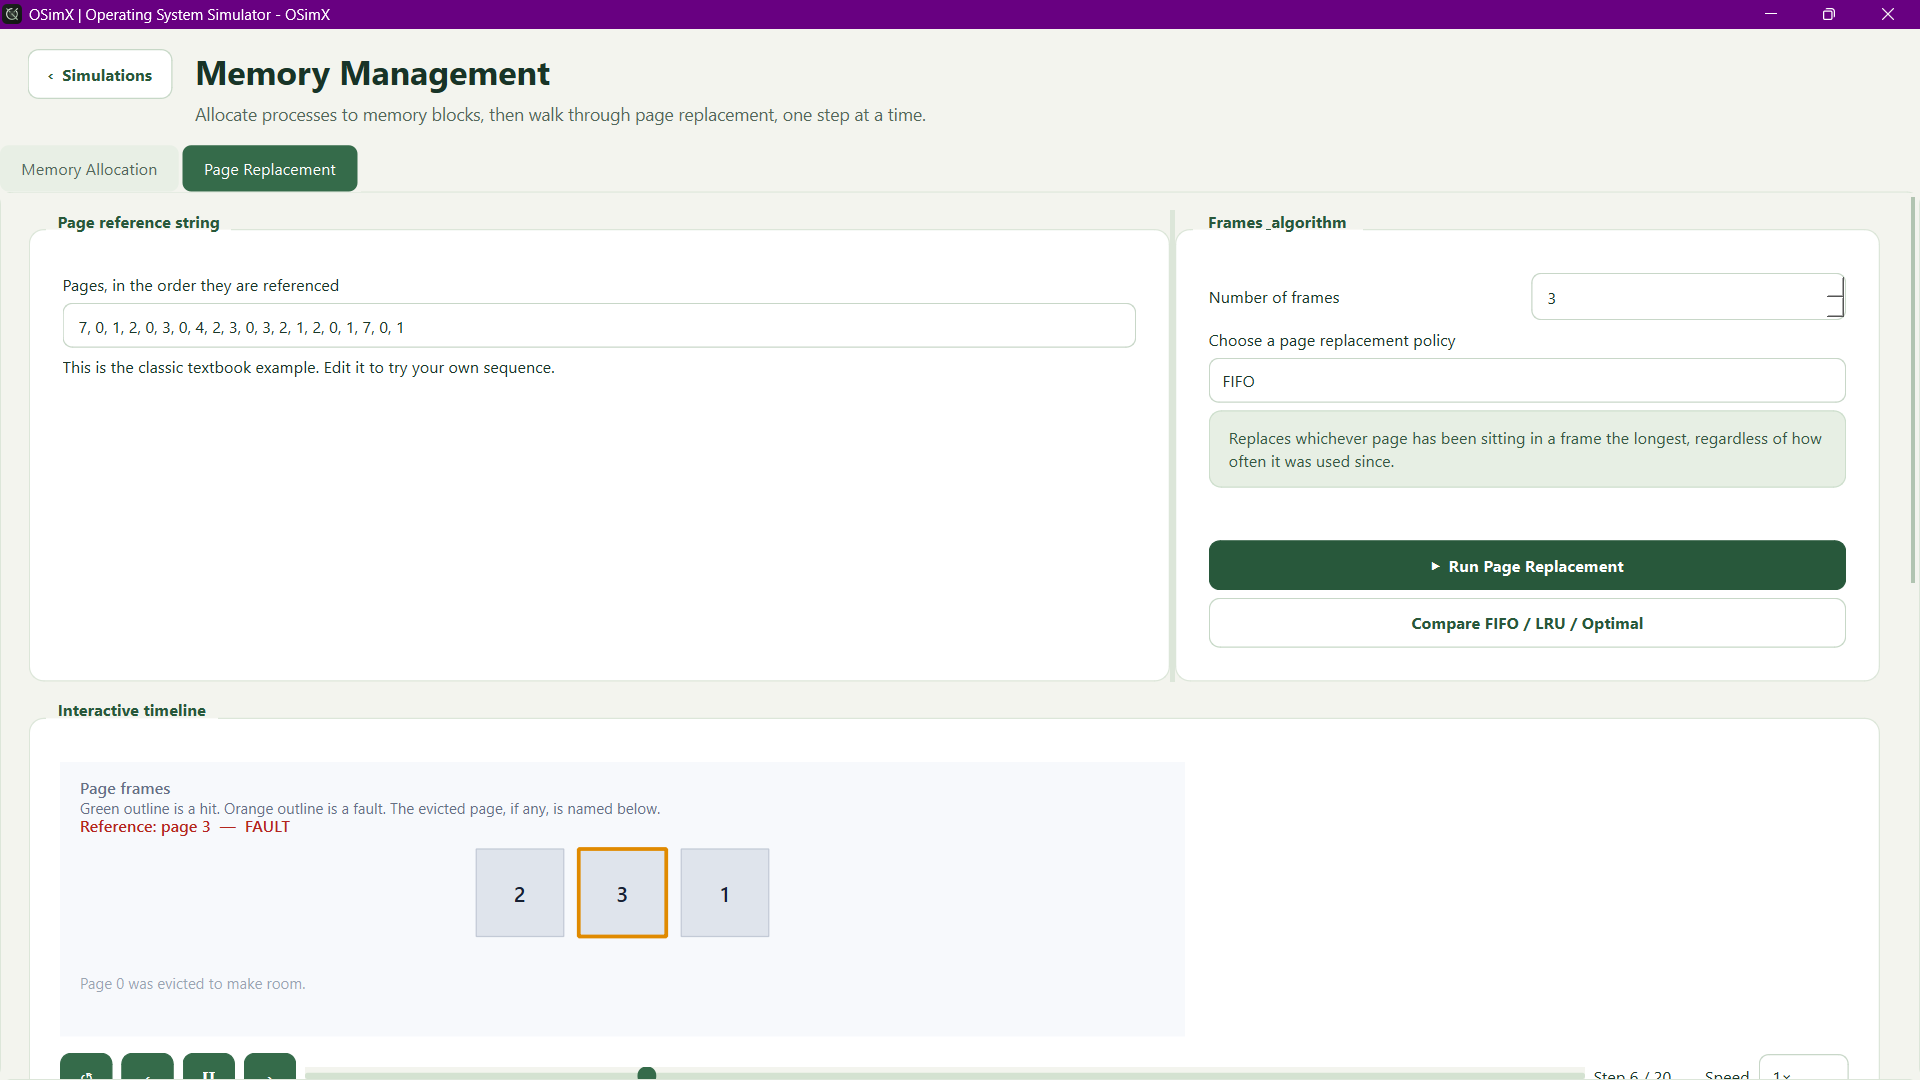 OSimX | Operating System Simulator - OSimX
‹ Simulations
Memory Management
Allocate processes to memory blocks, then walk through page replacement, one step at a time.
Memory Allocation
Page Replacement
Page reference string
Pages, in the order they are referenced
7, 0, 1, 2, 0, 3, 0, 4, 2, 3, 0, 3, 2, 1, 2, 0, 1, 7, 0, 1
This is the classic textbook example. Edit it to try your own sequence.
Frames _algorithm
Number of frames
3
Choose a page replacement policy
FIFO
Replaces whichever page has been sitting in a frame the longest, regardless of how
often it was used since.
Run Page Replacement
Compare FIFO / LRU / Optimal
Interactive timeline
Page frames
Green outline is a hit. Orange outline is a fault. The evicted page, if any, is named below.
Reference: page 3 — FAULT
2 3 1
Page 0 was evicted to make room.
Step 6 / 20 Speed 1×